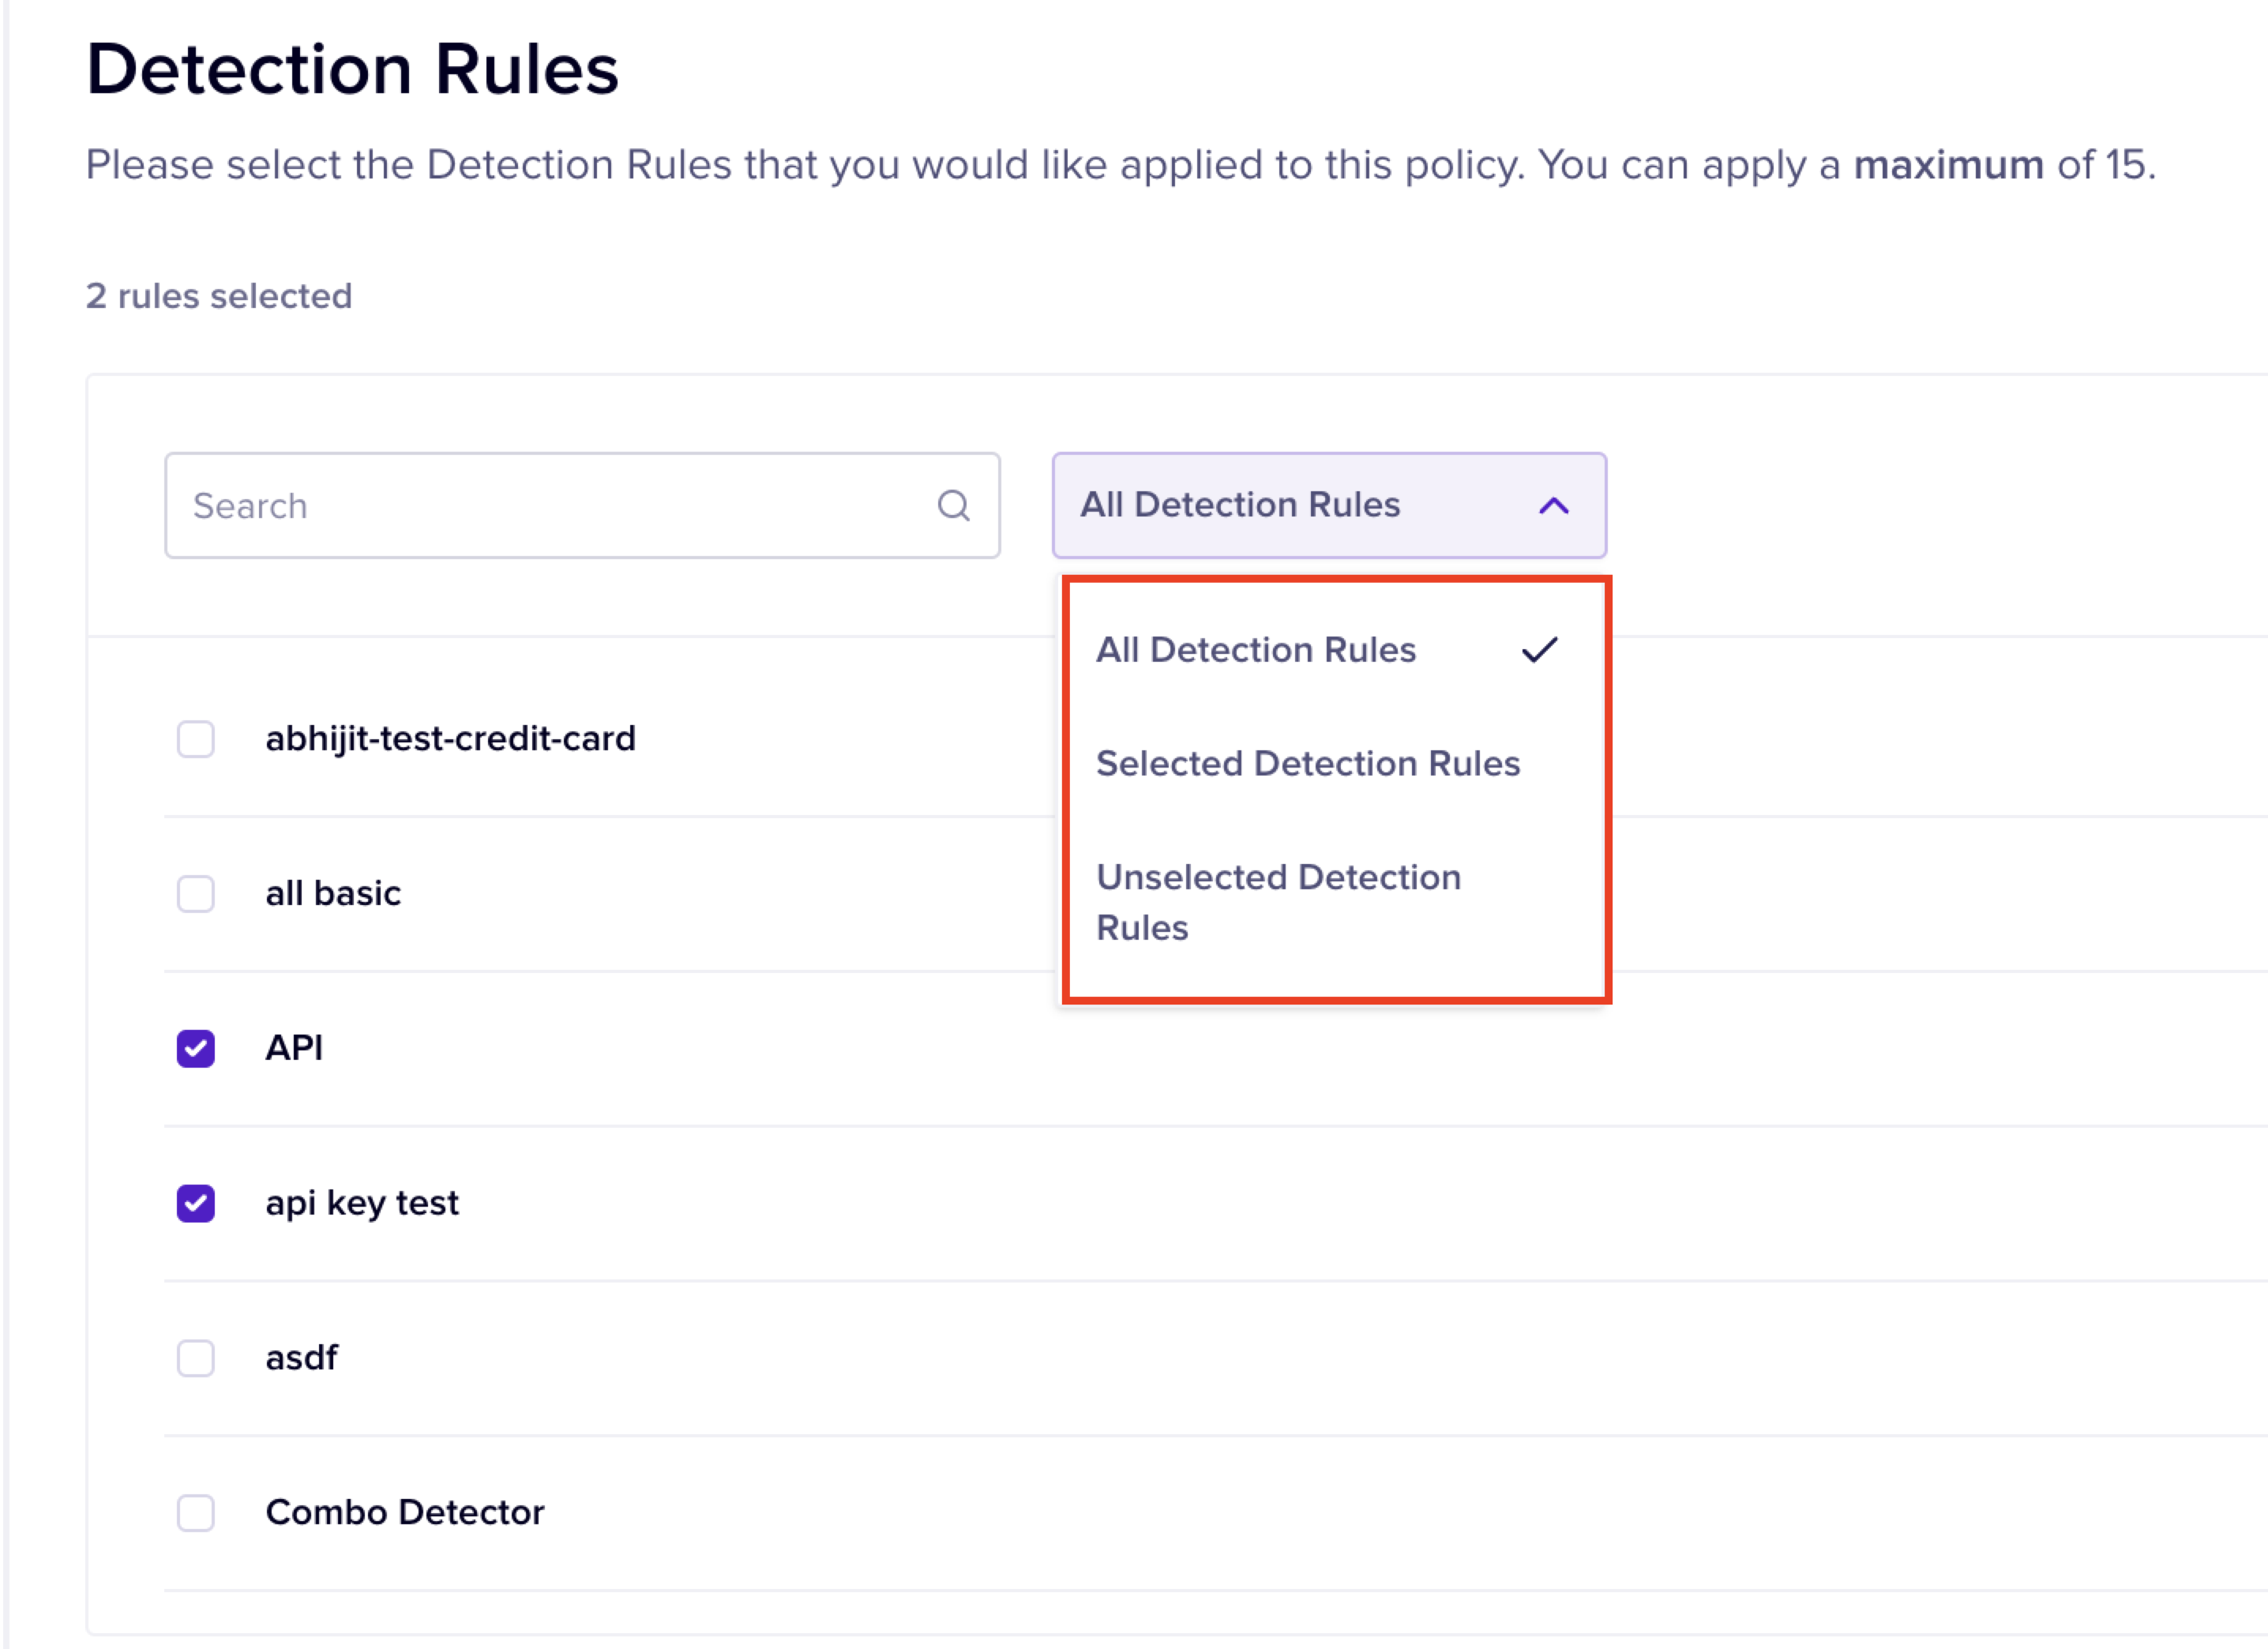 Detection Rules
Please select the Detection Rules that you would like applied to this policy. You can apply a maximum of 15.
2 rules selected
Search
All Detection Rules
All Detection Rules
Selected Detection Rules
Unselected Detection
Rules
abhijit-test-credit-card
all basic
API
api key test
asdf
Combo Detector